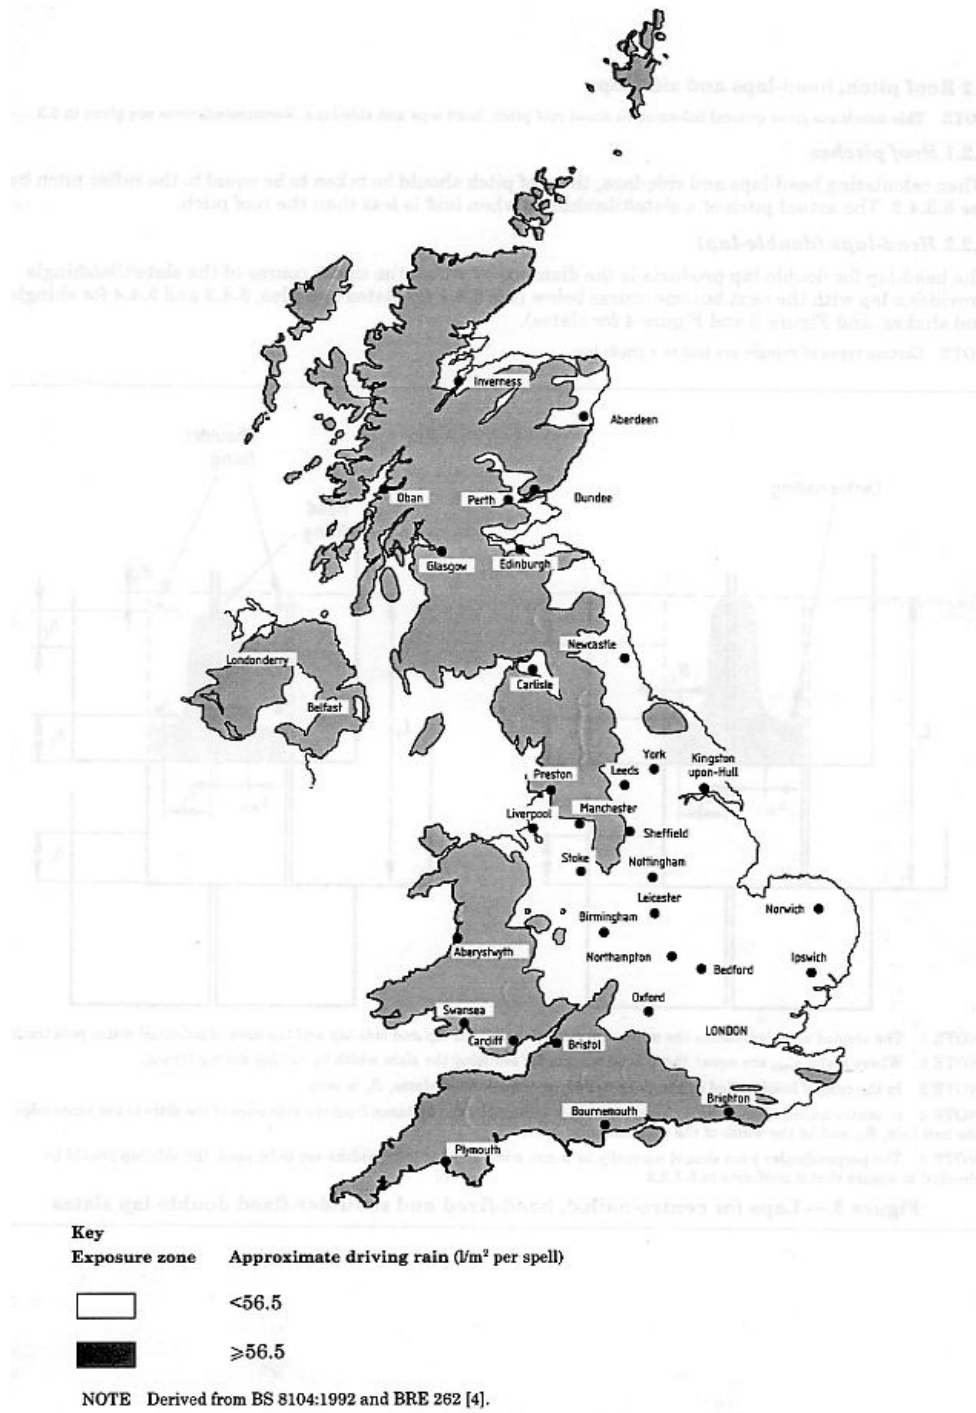 Inverness
Aberdeen
Oban
Perth
Dundee
Glasgow
Edinburgh
Newcastle
Londonderry
Carlisle
Belfast
York
Kingston
upon-Hull
Preston
Leeds
Liverpool
Manchester
Sheffield
Stoke
Nottingham
Leicester
Norwich
Birmingham
Aberystwyth
Northampton
Bedford
Ipswich
Oxford
Swansea
LONDON
Cardiff
Bristol
Brighton
Bournemouth
Plymouth
Key
Exposure zone Approximate driving rain (l/m² per spell)
<56.5
⩾56.5
NOTE Derived from BS 8104:1992 and BRE 262 [4].